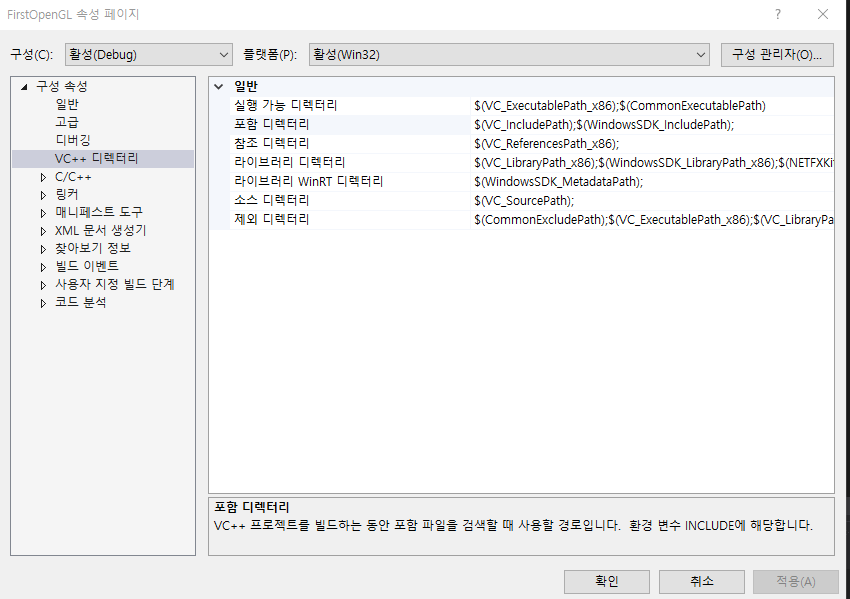 FirstOpenGL 속성 페이지
구성(C): 활성(Debug) 플랫폼(P): 활성(Win32) 구성 관리자(O)...
구성 속성
일반
고급
디버깅
VC++ 디렉터리
C/C++
링커
매니페스트 도구
XML 문서 생성기
찾아보기 정보
빌드 이벤트
사용자 지정 빌드 단계
코드 분석
일반
실행 가능 디렉터리 $(VC_ExecutablePath_x86);$(CommonExecutablePath)
포함 디렉터리 $(VC_IncludePath);$(WindowsSDK_IncludePath);
참조 디렉터리 $(VC_ReferencesPath_x86);
라이브러리 디렉터리 $(VC_LibraryPath_x86);$(WindowsSDK_LibraryPath_x86);$(NETFXKi
라이브러리 WinRT 디렉터리 $(WindowsSDK_MetadataPath);
소스 디렉터리 $(VC_SourcePath);
제외 디렉터리 $(CommonExcludePath);$(VC_ExecutablePath_x86);$(VC_LibraryPa
포함 디렉터리
VC++ 프로젝트를 빌드하는 동안 포함 파일을 검색할 때 사용할 경로입니다.  환경 변수 INCLUDE에 해당합니다.
확인 취소 적용(A)